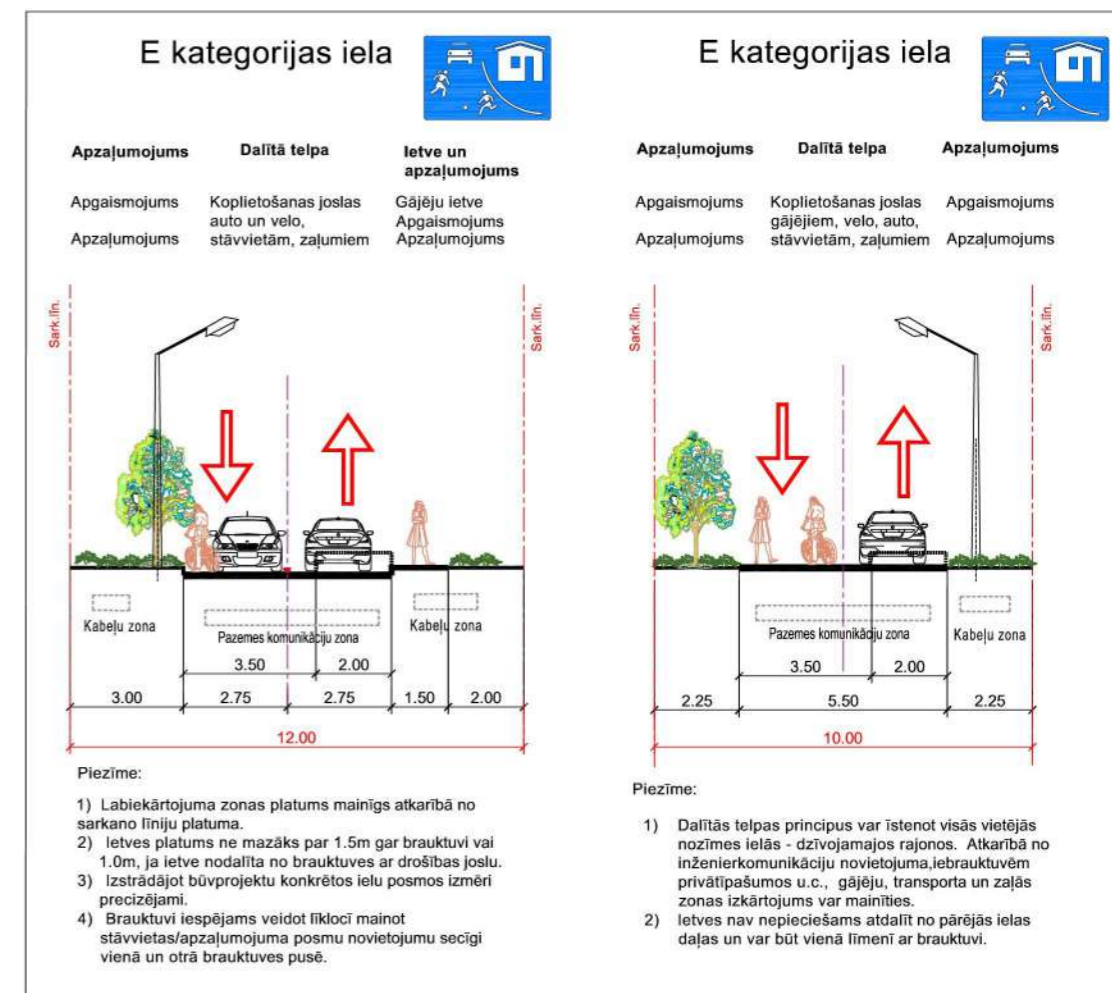 E kategorijas iela
Apzaļumojums
Dalītā telpa
Ietve un
apzaļumojums
Apgaismojums
Apzaļumojums
Koplietošanas joslas
auto un velo,
stāvvietām, zaļumiem
Gājēju ietve
Apgaismojums
Apzaļumojums
Sark.līn.
Sark.līn.
Kabeļu zona
Pazemes komunikāciju zona
Kabeļu zona
3.50
2.00
3.00
2.75
2.75
1.50
2.00
12.00
Piezīme:
1) Labiekārtojuma zonas platums mainīgs atkarībā no
sarkano līniju platuma.
2) Ietves platums ne mazāks par 1.5m gar brauktuvi vai
1.0m, ja ietve nodalīta no brauktuves ar drošības joslu.
3) Izstrādājot būvprojektu konkrētos ielu posmos izmēri
precizējami.
4) Brauktuvi iespējams veidot līklocī mainot
stāvvietas/apzaļumojuma posmu novietojumu secīgi
vienā un otrā brauktuves pusē.
E kategorijas iela
Apzaļumojums
Dalītā telpa
Apzaļumojums
Apgaismojums
Apzaļumojums
Koplietošanas joslas
gājējiem, velo, auto,
stāvvietām, zaļumiem
Apgaismojums
Apzaļumojums
Sark.līn.
Sark.līn.
Pazemes komunikāciju zona
Kabeļu zona
3.50
2.00
2.25
5.50
2.25
10.00
Piezīme:
1) Dalītās telpas principus var īstenot visās vietējās
nozīmes ielās - dzīvojamajos rajonos. Atkarībā no
inženierkomunikāciju novietojuma,iebrauktuvēm
privātīpašumos u.c., gājēju, transporta un zaļās
zonas izkārtojums var mainīties.
2) Ietves nav nepieciešams atdalīt no pārējās ielas
daļas un var būt vienā līmenī ar brauktuvi.